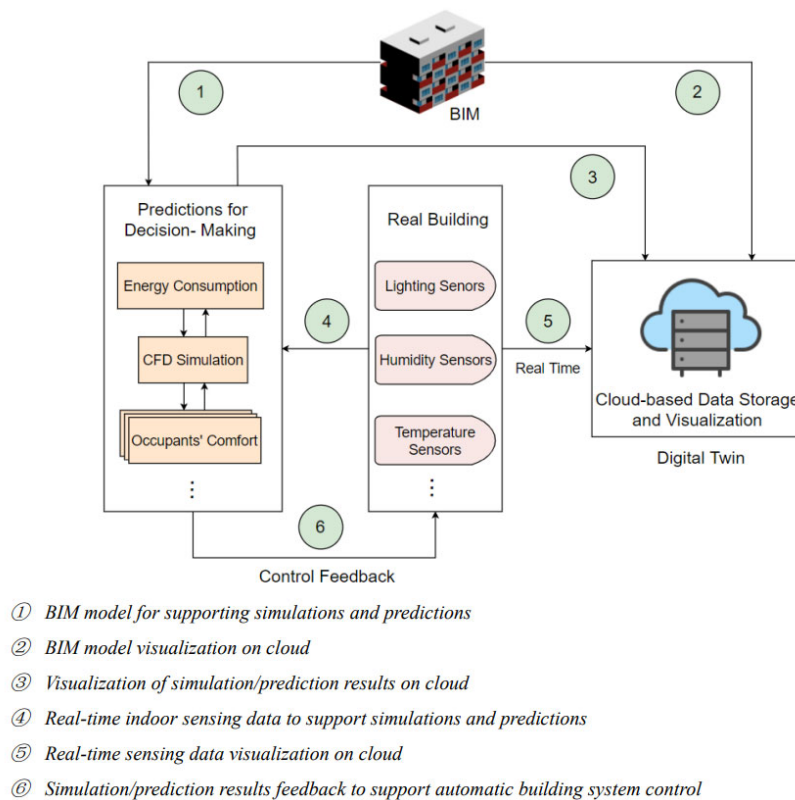 1
2
BIM
3
Predictions for
Decision- Making
Real Building
Energy Consumption
Lighting Senors
4
5
CFD Simulation
Humidity Sensors
Real Time
Cloud-based Data Storage
and Visualization
Occupants' Comfort
Temperature
Sensors
Digital Twin
⋮
⋮
6
Control Feedback
① BIM model for supporting simulations and predictions
② BIM model visualization on cloud
③ Visualization of simulation/prediction results on cloud
④ Real-time indoor sensing data to support simulations and predictions
⑤ Real-time sensing data visualization on cloud
⑥ Simulation/prediction results feedback to support automatic building system control